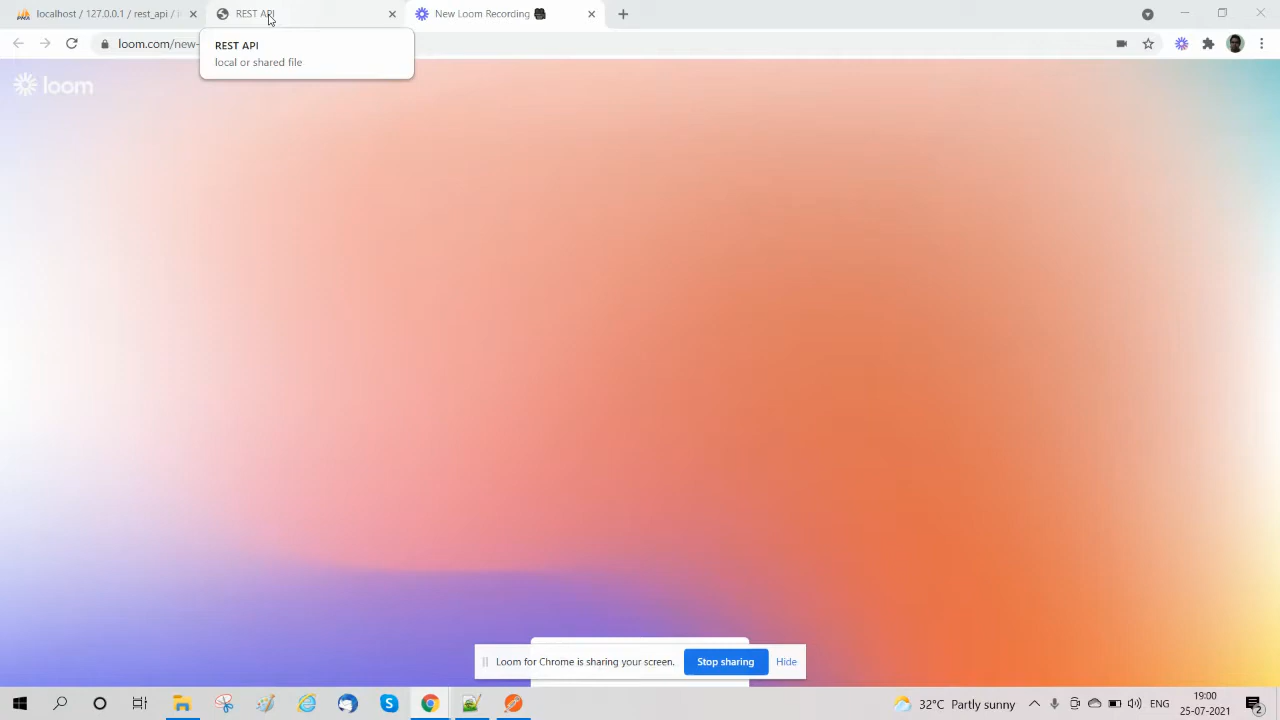 localhost / 127.0.0.1 / rest_api /
REST API
New Loom Recording
loom.com/new-
REST API
local or shared file
loom
Loom for Chrome is sharing your screen.
Stop sharing
Hide
32°C Partly sunny
ENG
19:00
25-07-2021
2